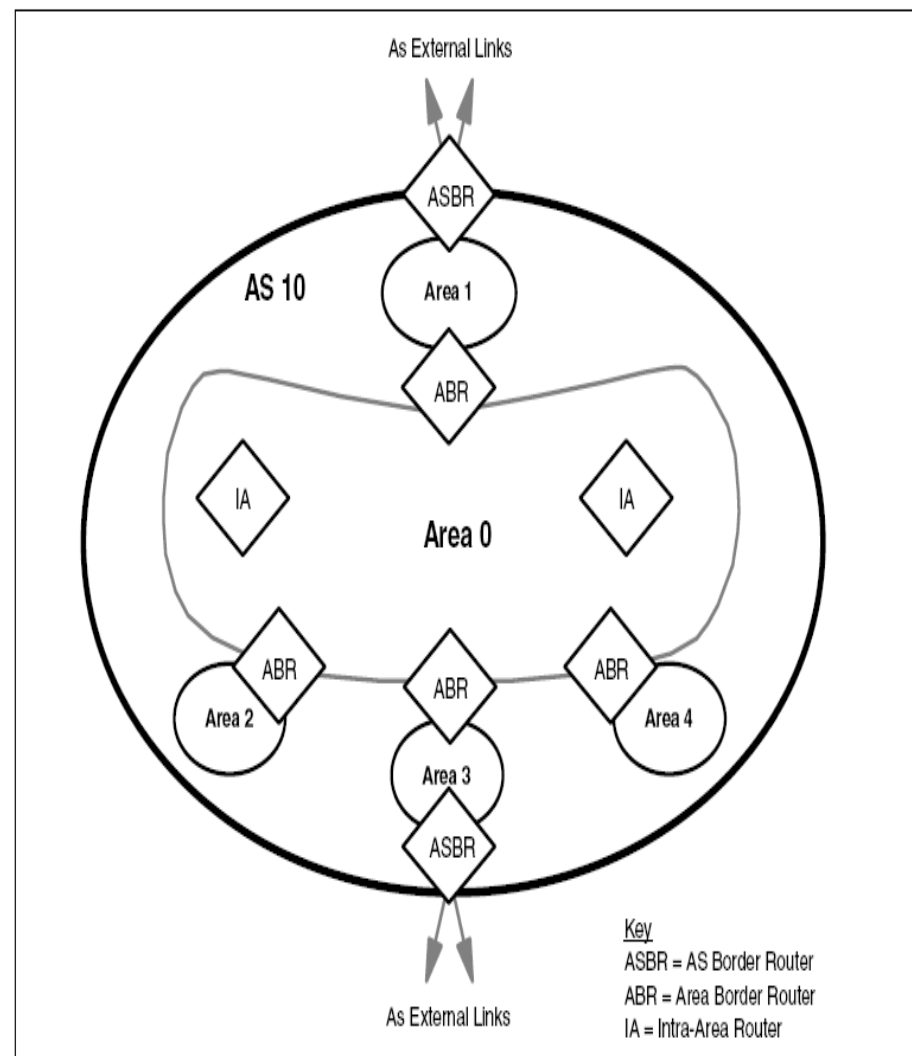 As External Links
ASBR
AS 10
Area 1
ABR
IA
IA
Area 0
ABR
ABR
ABR
Area 2
Area 4
Area 3
ASBR
Key
ASBR = AS Border Router
ABR = Area Border Router
IA = Intra-Area Router
As External Links